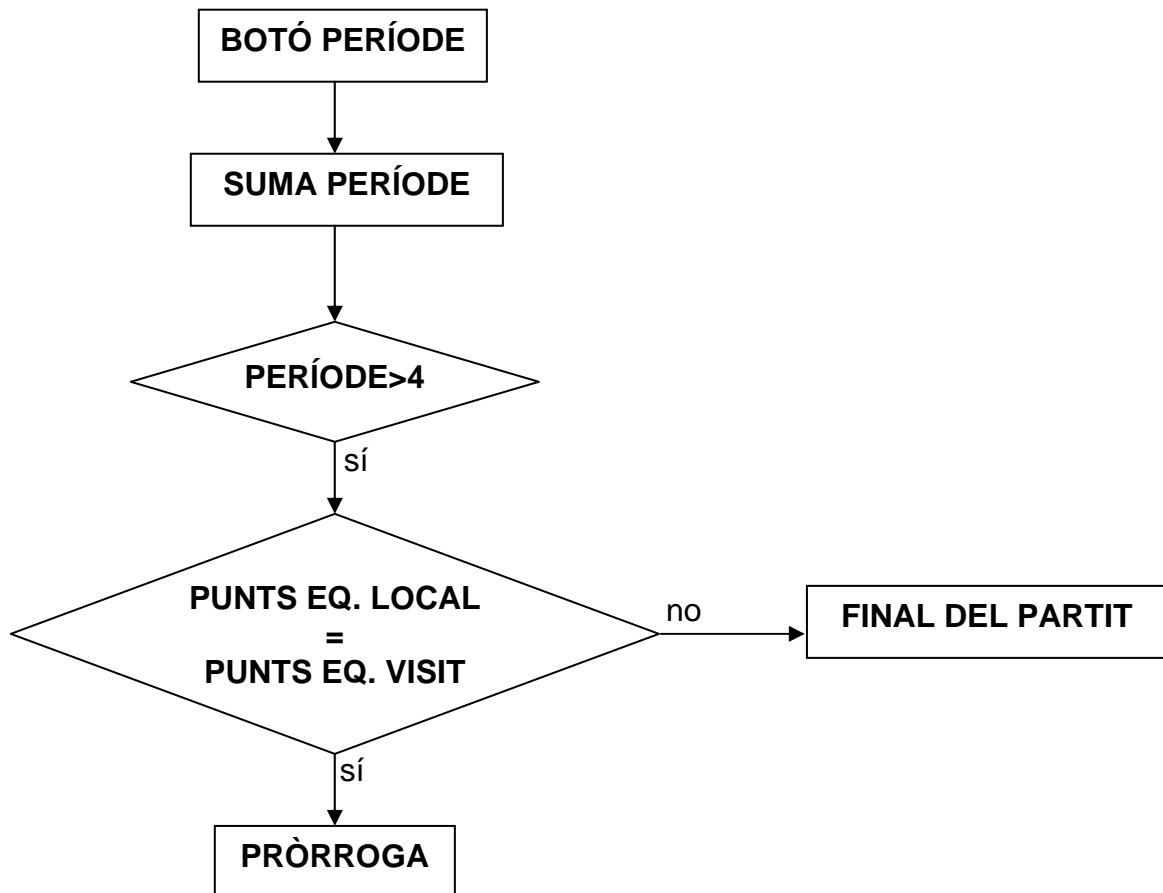 BOTÓ PERÍODE
SUMA PERÍODE
PERÍODE>4
sí
PUNTS EQ. LOCAL
=
PUNTS EQ. VISIT
no
FINAL DEL PARTIT
sí
PRÒRROGA